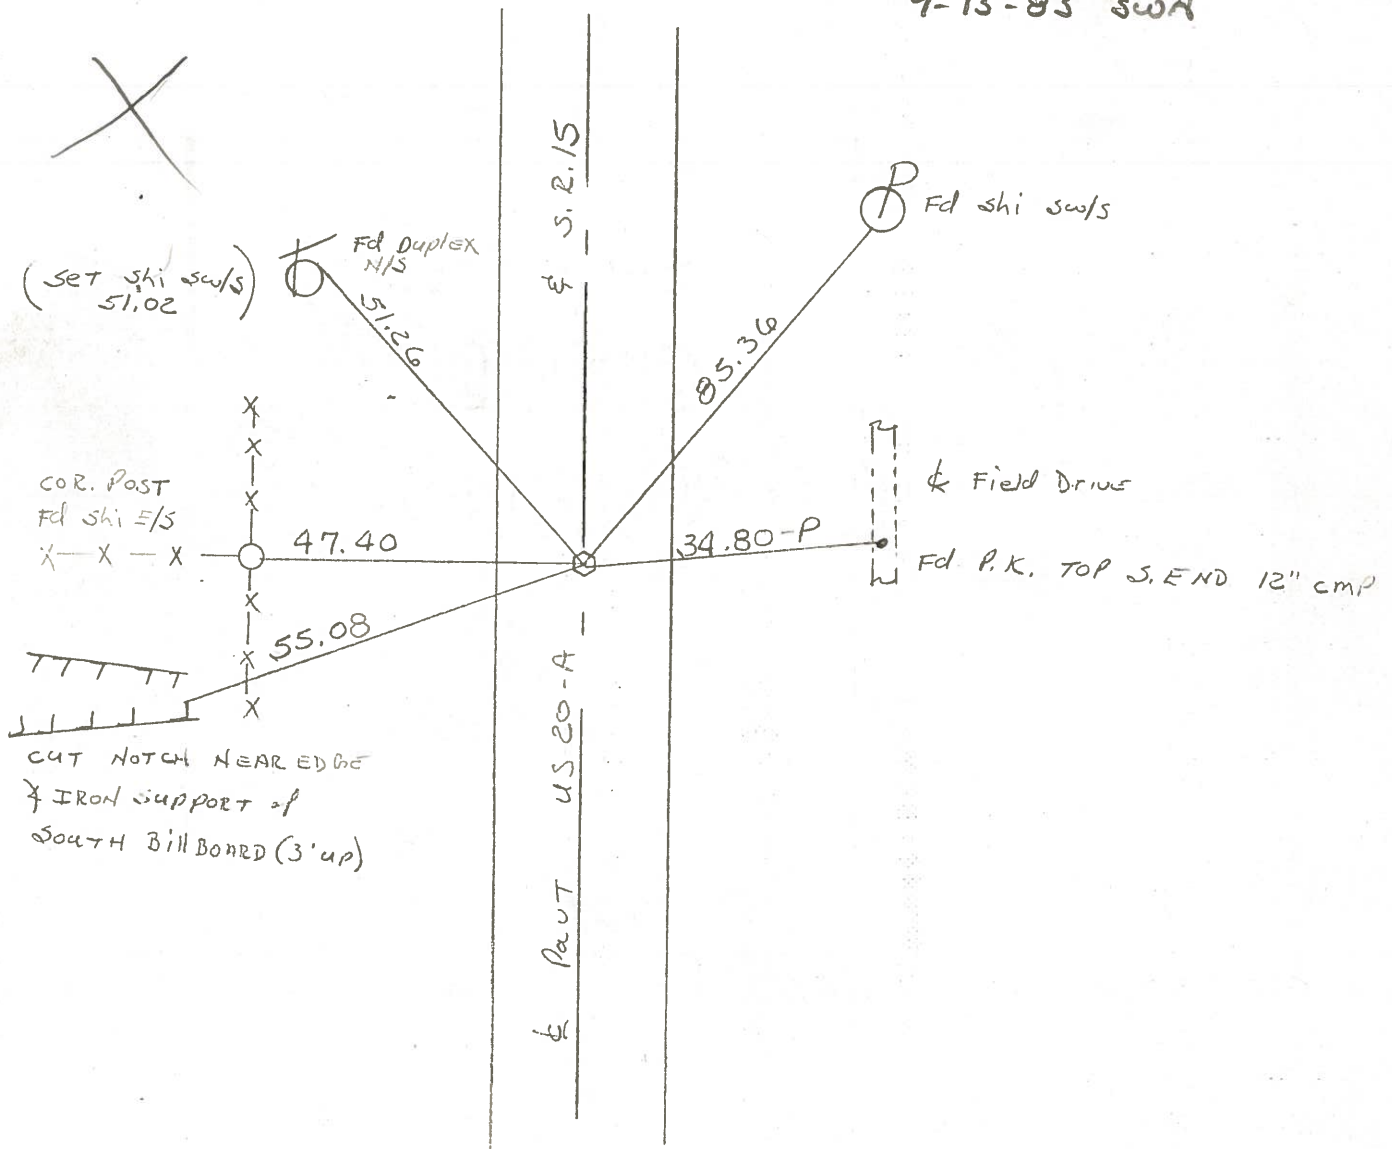 9-13-83 SWN
℄ S.R.15
Fd shi sw/s
Fd Duplex
N/S
(Set shi sw/s)
51.02
51.26
85.36
COR. POST
Fd shi E/S
X — X — X
47.40
34.80-P
℄ Field Drive
Fd P.K. TOP S. END 12" cmp
55.08
CUT NOTCH NEAR EDGE
IRON support of
South BillBOARD (3' up)
℄ Pavt US 20-A